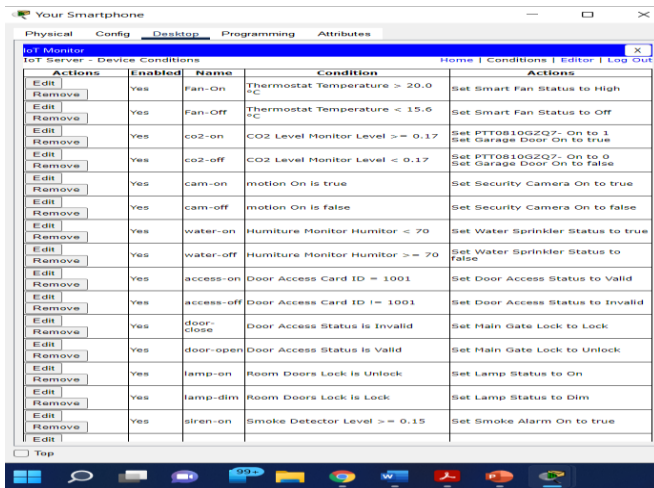 Your Smartphone
Physical Config Desktop Programming Attributes
IoT Monitor X
IoT Server - Device Conditions Home | Conditions | Editor | Log Out
Actions Enabled Name Condition Actions
Edit Remove Yes Fan-On Thermostat Temperature > 20.0 °C Set Smart Fan Status to High
Edit Remove Yes Fan-Off Thermostat Temperature < 15.6 °C Set Smart Fan Status to Off
Edit Remove Yes co2-on CO2 Level Monitor Level >= 0.17 Set PTT0810GZQ7- On to 1 Set Garage Door On to true
Edit Remove Yes co2-off CO2 Level Monitor Level < 0.17 Set PTT0810GZQ7- On to 0 Set Garage Door On to false
Edit Remove Yes cam-on motion On is true Set Security Camera On to true
Edit Remove Yes cam-off motion On is false Set Security Camera On to false
Edit Remove Yes water-on Humiture Monitor Humitor < 70 Set Water Sprinkler Status to true
Edit Remove Yes water-off Humiture Monitor Humitor >= 70 Set Water Sprinkler Status to false
Edit Remove Yes access-on Door Access Card ID = 1001 Set Door Access Status to Valid
Edit Remove Yes access-off Door Access Card ID != 1001 Set Door Access Status to Invalid
Edit Remove Yes door-close Door Access Status is Invalid Set Main Gate Lock to Lock
Edit Remove Yes door-open Door Access Status is Valid Set Main Gate Lock to Unlock
Edit Remove Yes lamp-on Room Doors Lock is Unlock Set Lamp Status to On
Edit Remove Yes lamp-dim Room Doors Lock is Lock Set Lamp Status to Dim
Edit Remove Yes siren-on Smoke Detector Level >= 0.15 Set Smoke Alarm On to true
Edit
Top
99+